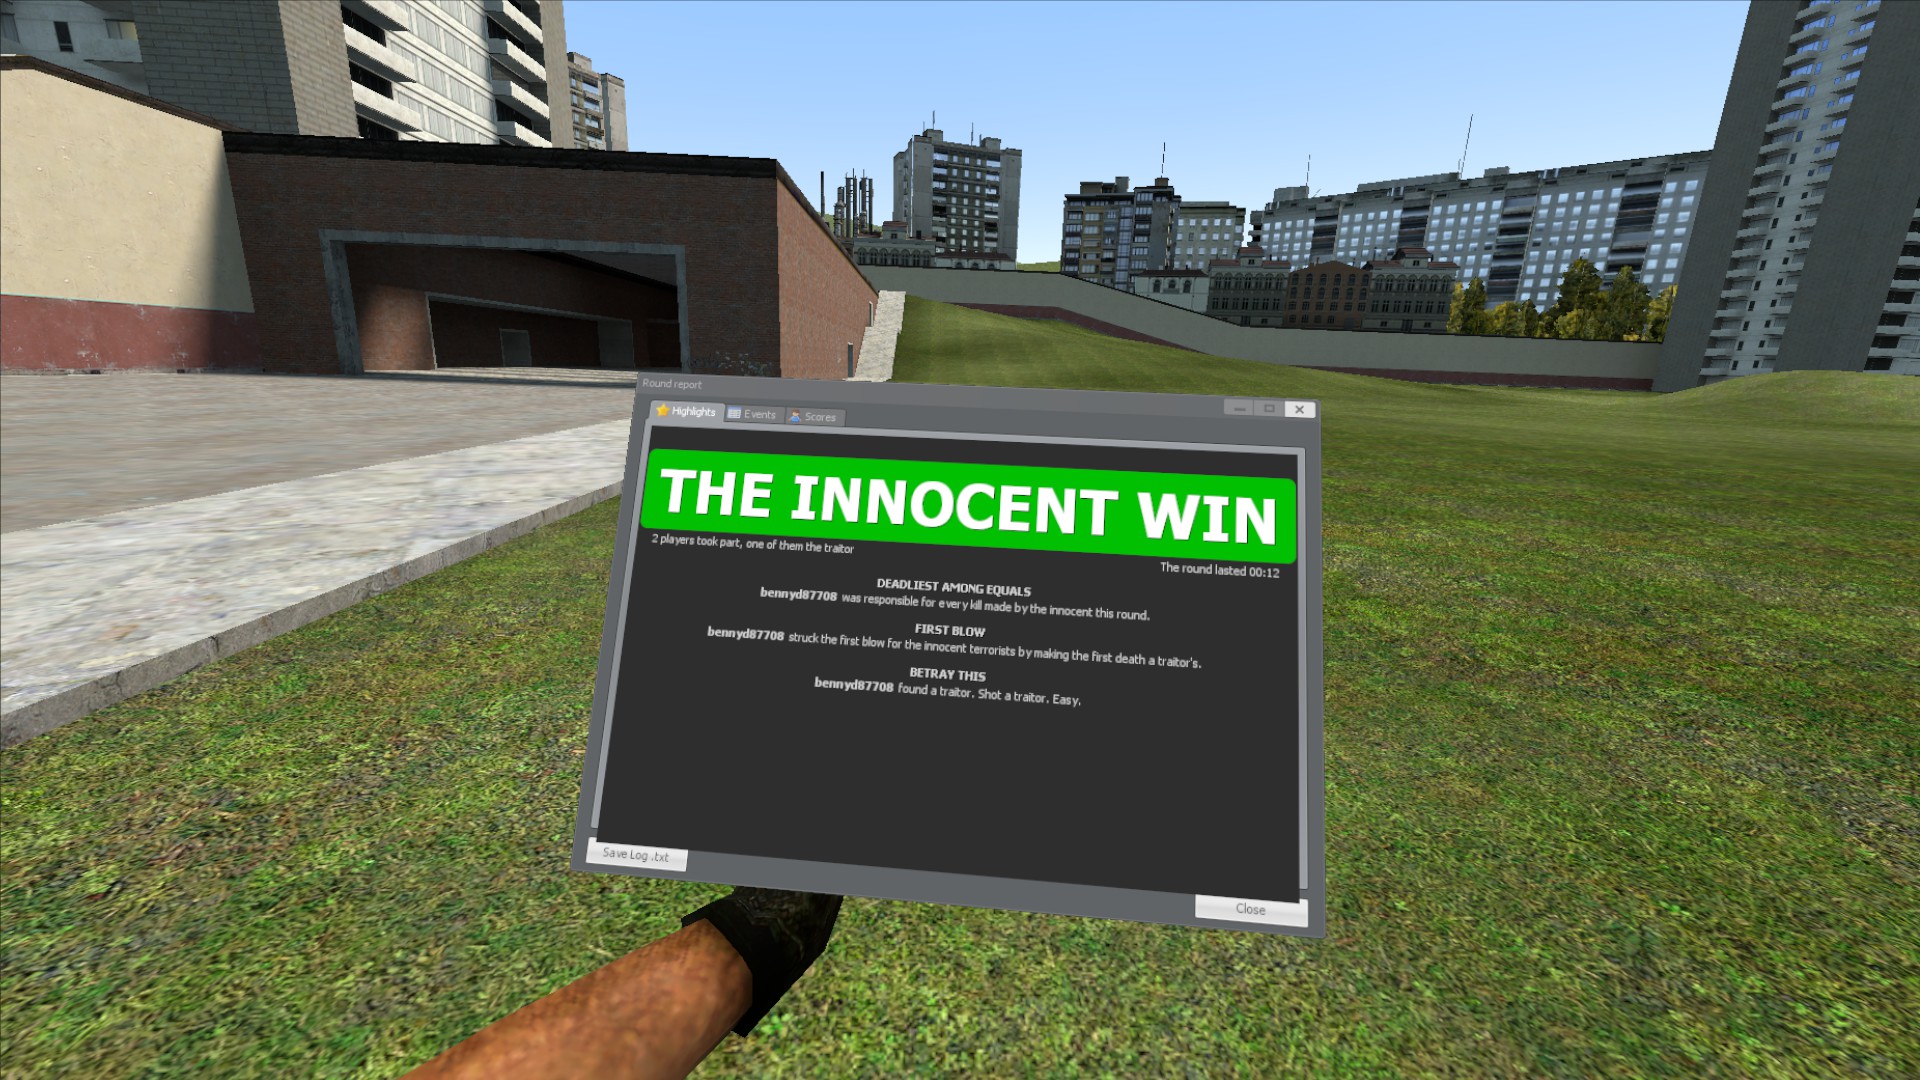 Round report
Highlights Events Scores
THE INNOCENT WIN
2 players took part, one of them the traitor
The round lasted 00:12
DEADLIEST AMONG EQUALS
bennyd87708 was responsible for every kill made by the innocent this round.
FIRST BLOW
bennyd87708 struck the first blow for the innocent terrorists by making the first death a traitor's.
BETRAY THIS
bennyd87708 found a traitor. Shot a traitor. Easy.
Save Log .txt
Close